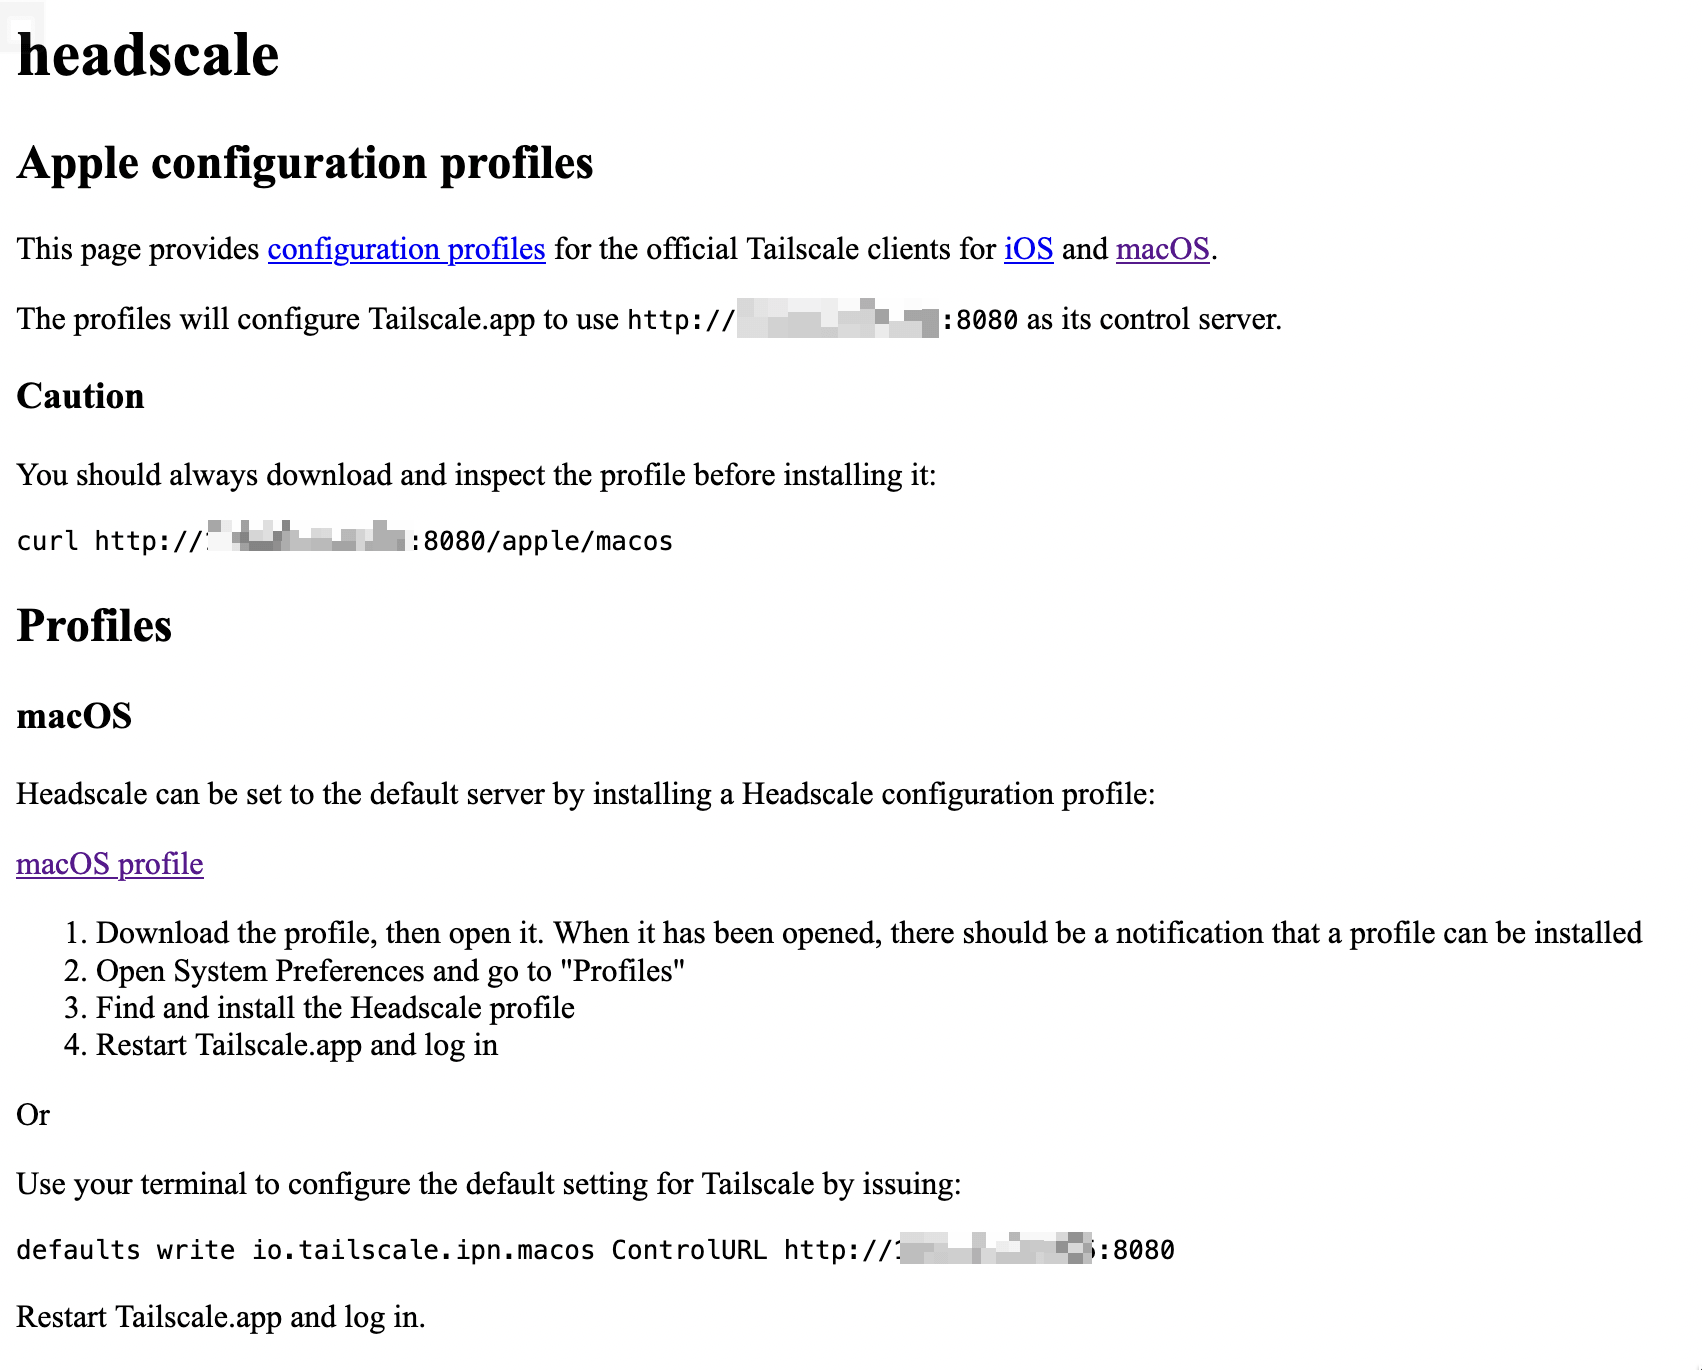 headscale
Apple configuration profiles
This page provides configuration profiles for the official Tailscale clients for iOS and macOS.
The profiles will configure Tailscale.app to use http://:8080 as its control server.
Caution
You should always download and inspect the profile before installing it:
curl http://:8080/apple/macos
Profiles
macOS
Headscale can be set to the default server by installing a Headscale configuration profile:
macOS profile
1. Download the profile, then open it. When it has been opened, there should be a notification that a profile can be installed
2. Open System Preferences and go to "Profiles"
3. Find and install the Headscale profile
4. Restart Tailscale.app and log in
Or
Use your terminal to configure the default setting for Tailscale by issuing:
defaults write io.tailscale.ipn.macos ControlURL http://:8080
Restart Tailscale.app and log in.